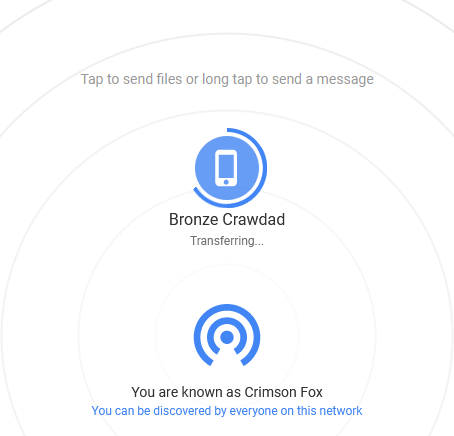 Tap to send files or long tap to send a message
Bronze Crawdad
Transferring...
You are known as Crimson Fox
You can be discovered by everyone on this network